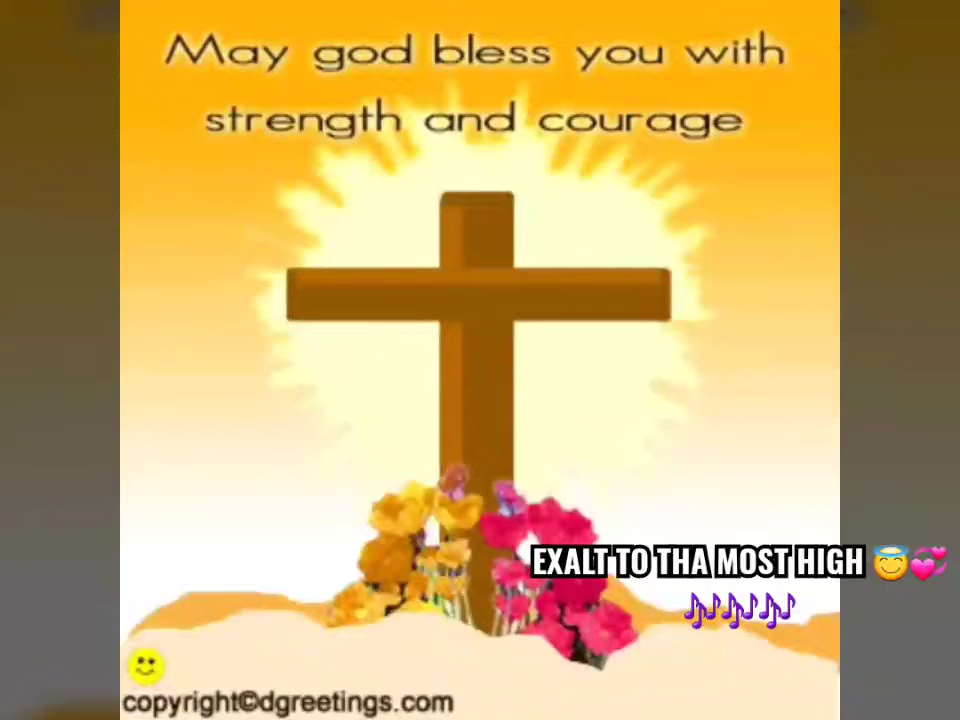 May god bless you with
strength and courage
EXALT TO THA MOST HIGH 😇💞
🎶🎶🎶
copyright©dgreetings.com